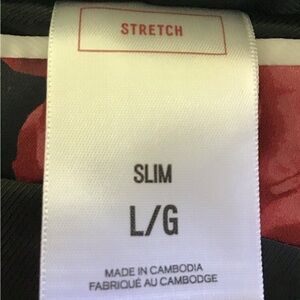 STRETCH
SLIM
L/G
MADE IN CAMBODIA
FABRIQUÉ AU CAMBODGE